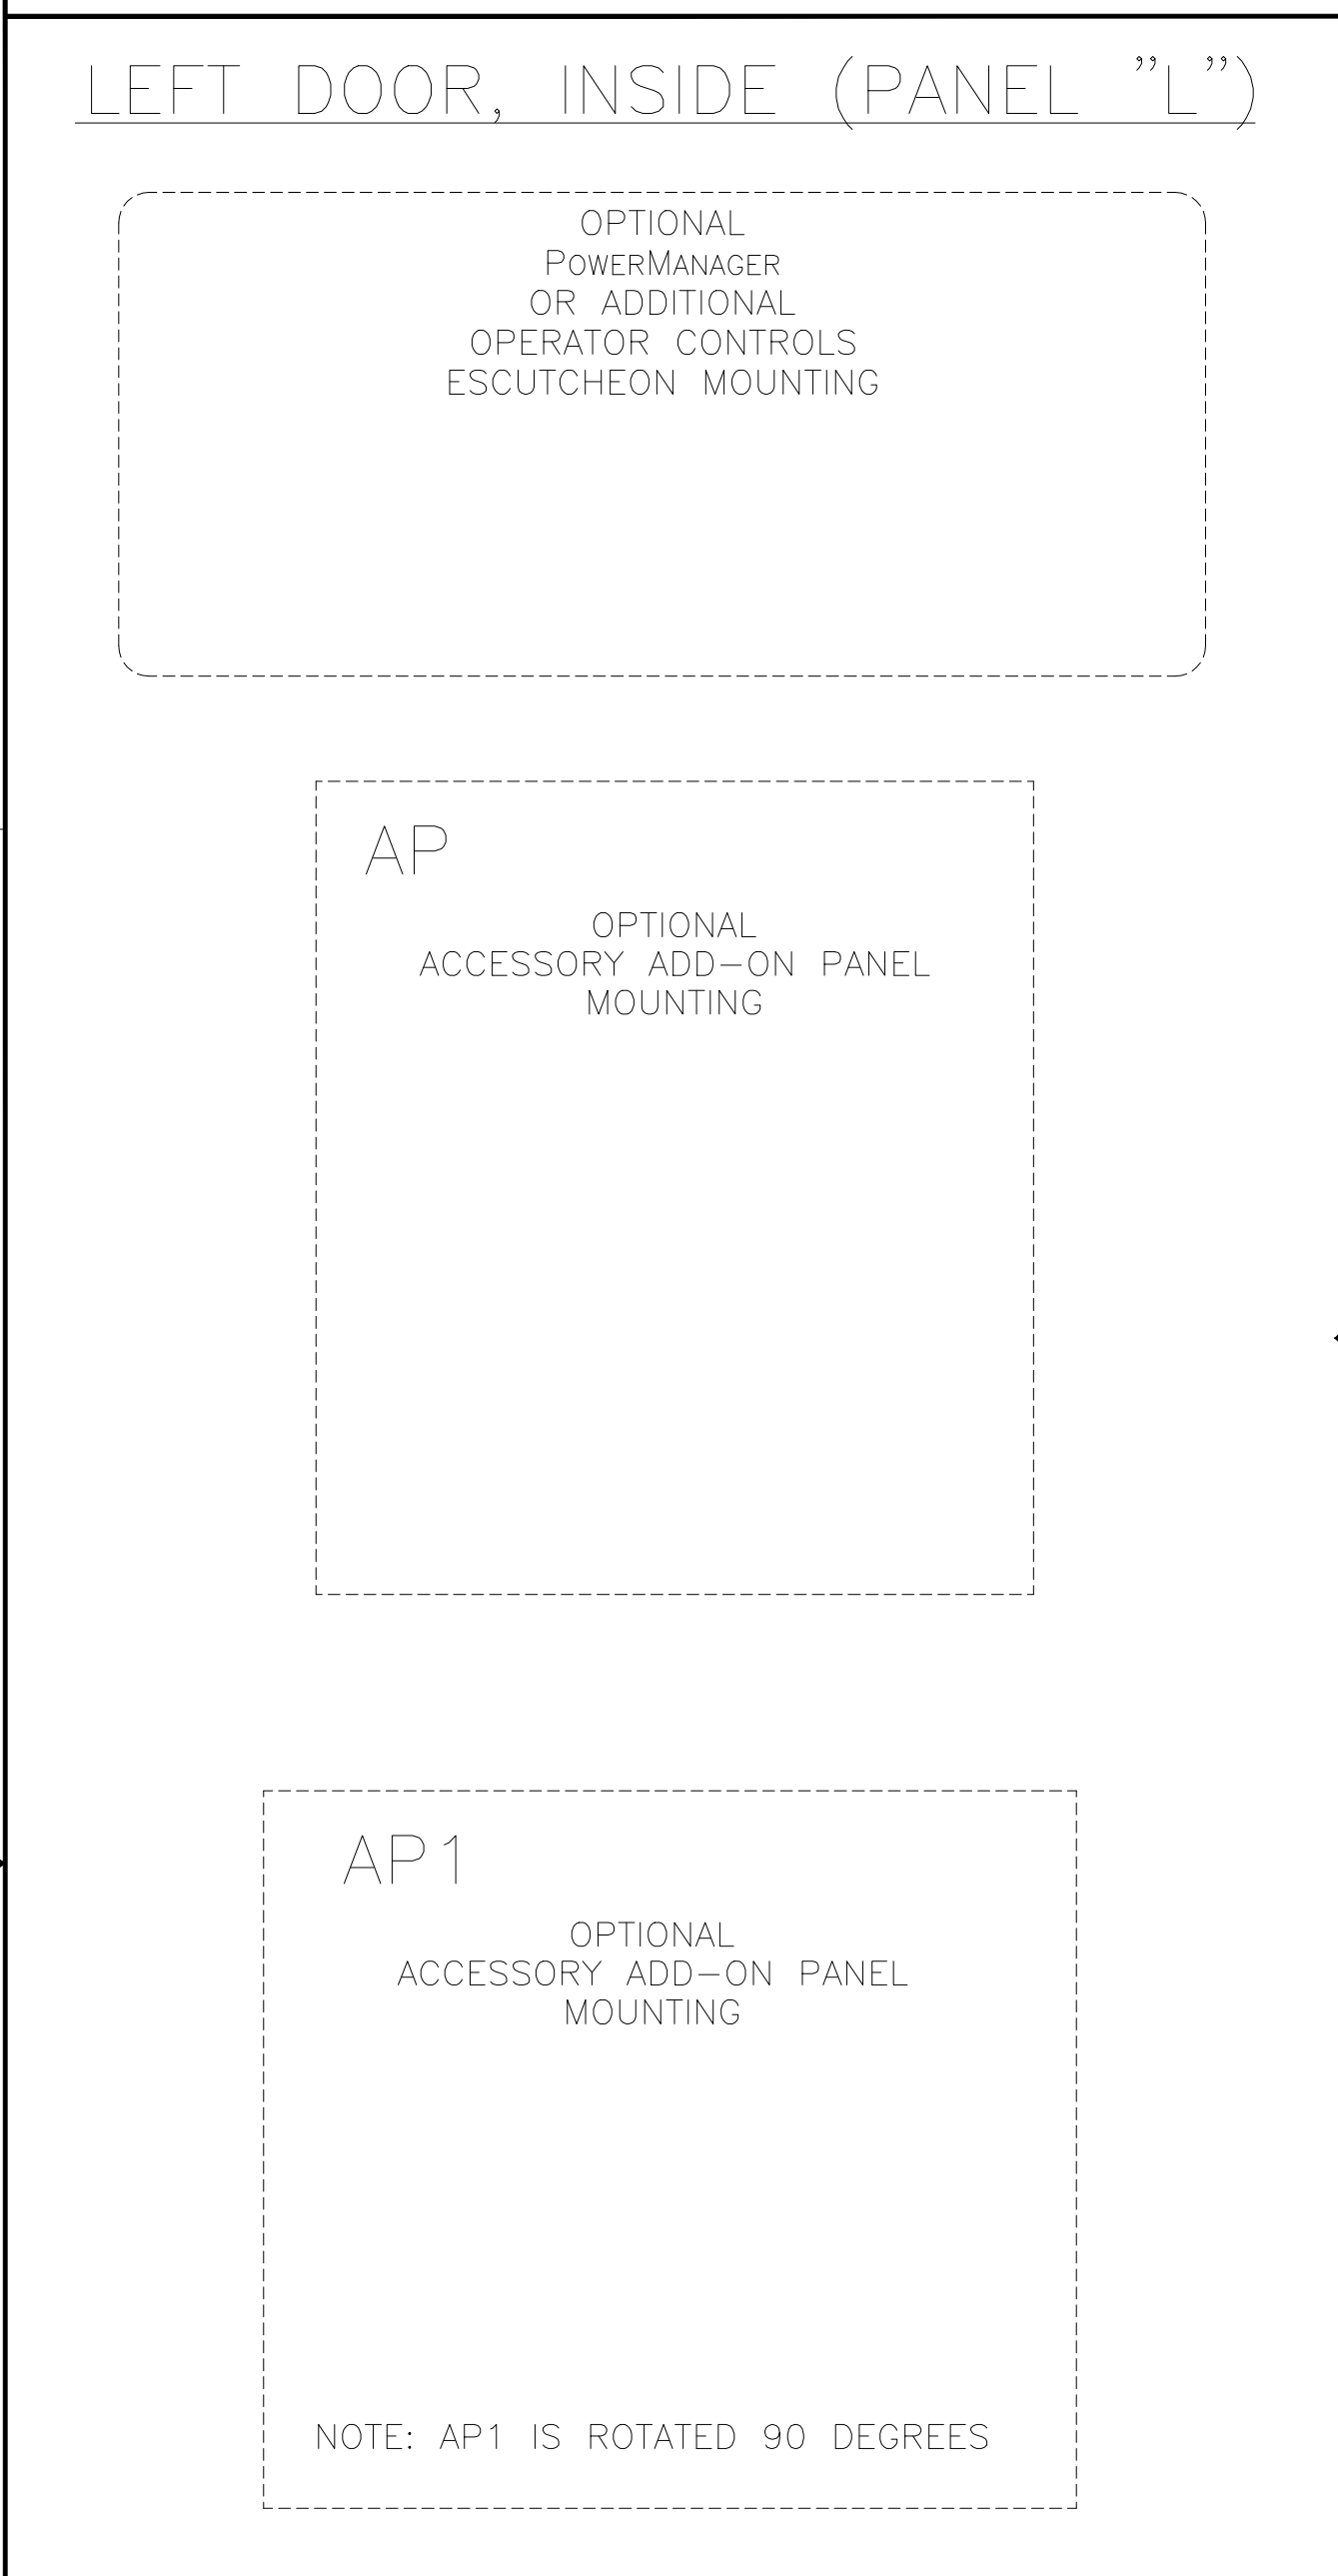 LEFT DOOR, INSIDE (PANEL "L")
OPTIONAL
POWERMANAGER
OR ADDITIONAL
OPERATOR CONTROLS
ESCUTCHEON MOUNTING
AP
OPTIONAL
ACCESSORY ADD-ON PANEL
MOUNTING
AP1
OPTIONAL
ACCESSORY ADD-ON PANEL
MOUNTING
NOTE: AP1 IS ROTATED 90 DEGREES